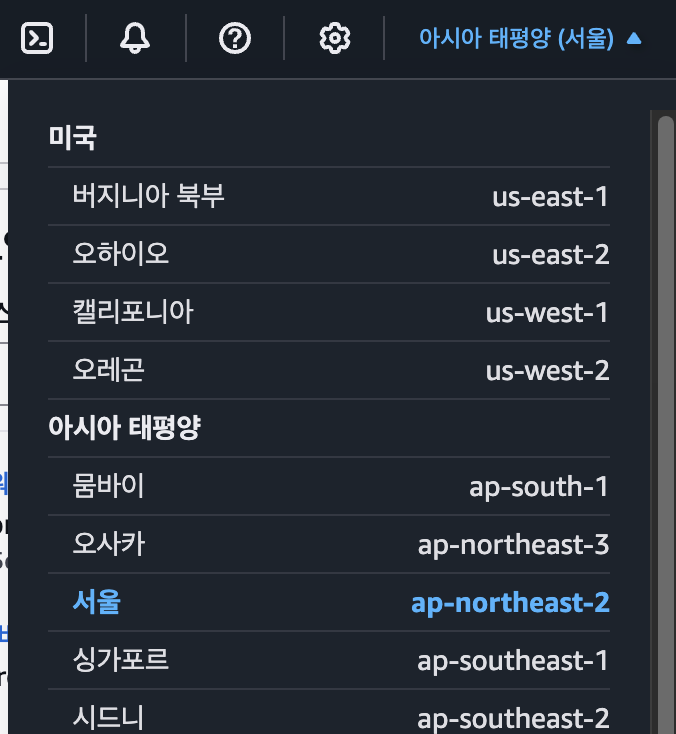 아시아 태평양 (서울) ▲
미국
버지니아 북부 us-east-1
오하이오 us-east-2
캘리포니아 us-west-1
오레곤 us-west-2
아시아 태평양
뭄바이 ap-south-1
오사카 ap-northeast-3
서울 ap-northeast-2
싱가포르 ap-southeast-1
시드니 ap-southeast-2